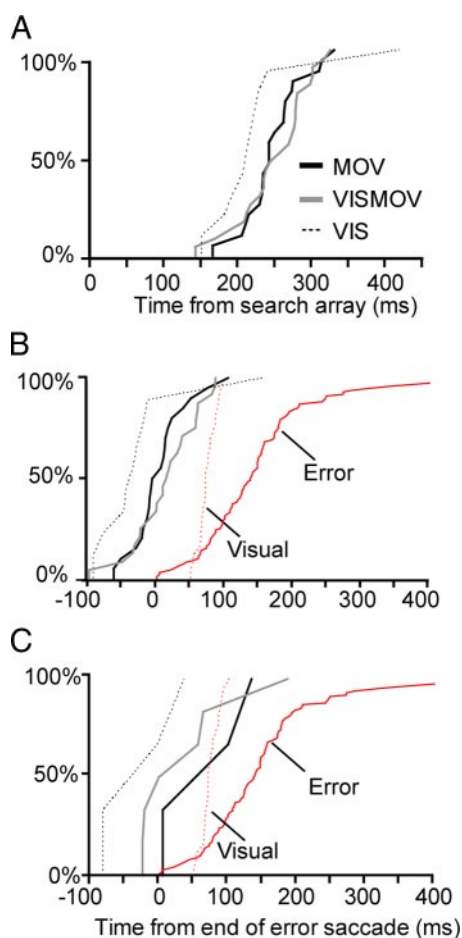 A
100%
50%
0%
MOV
VISMOV
VIS
0 100 200 300 400
Time from search array (ms)
B
100%
50%
0%
Error
Visual
-100 0 100 200 300 400
C
100%
50%
0%
Error
Visual
-100 0 100 200 300 400
Time from end of error saccade (ms)